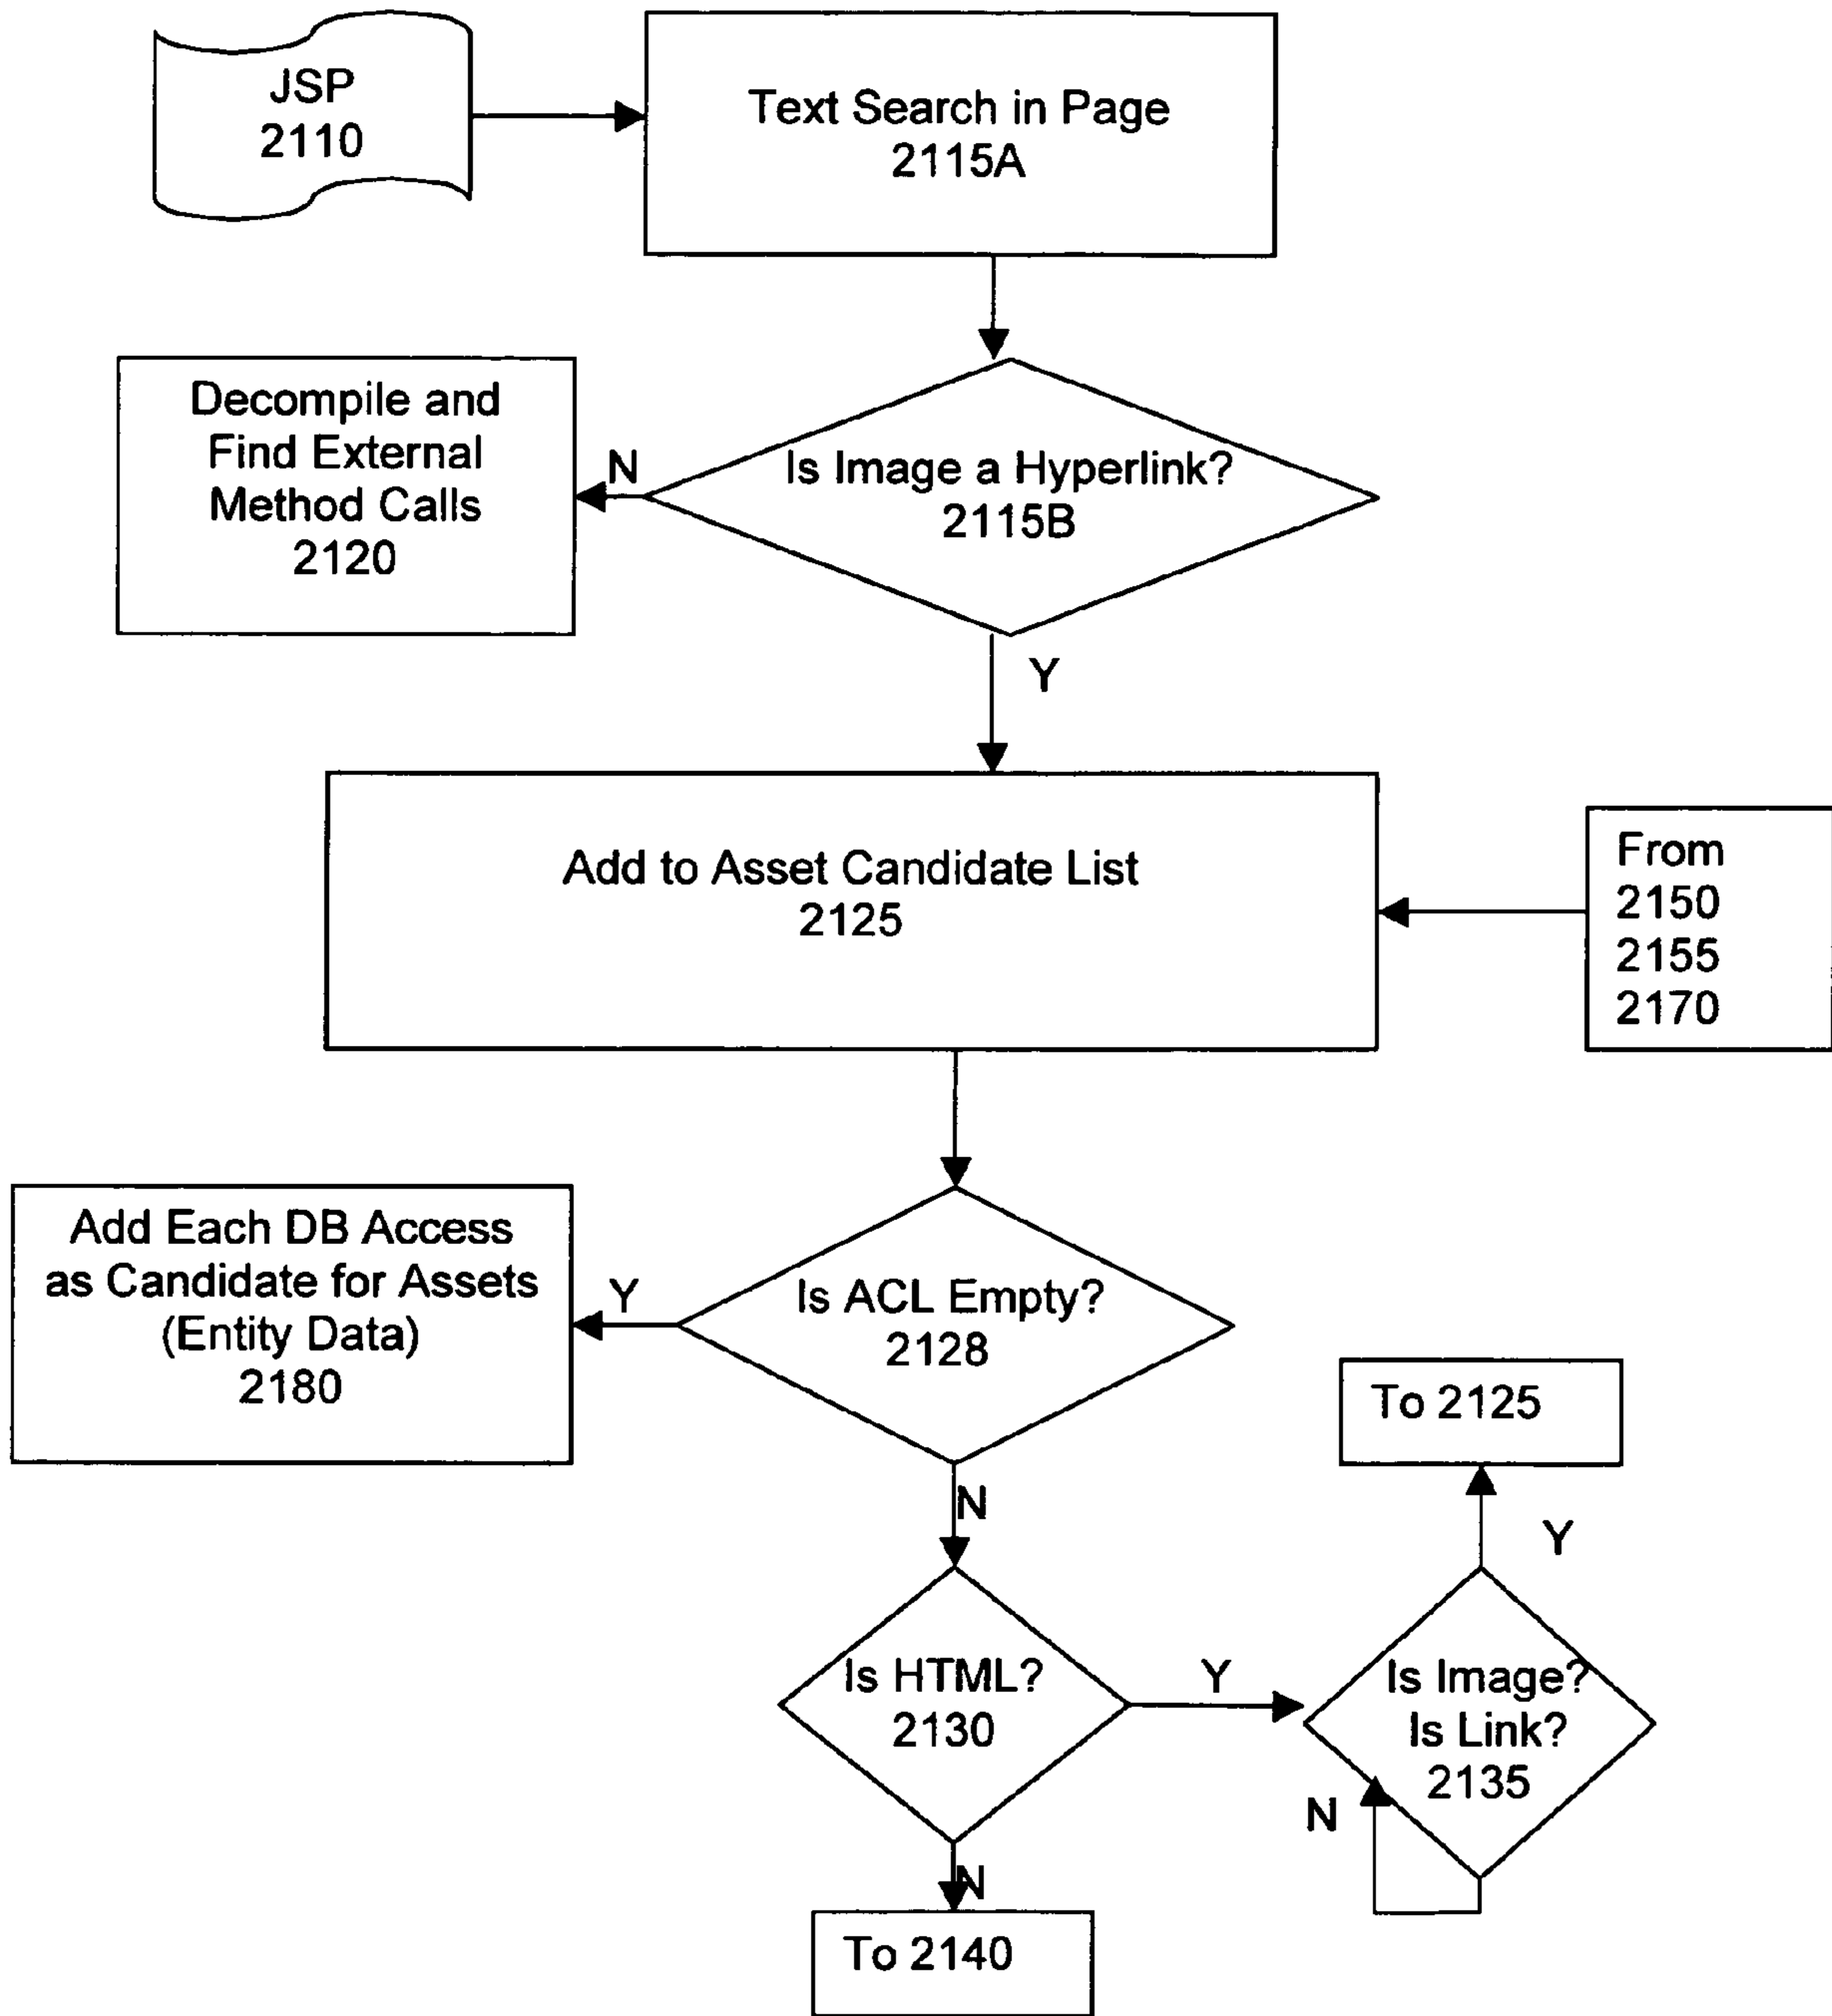 JSP
2110
Text Search in Page
2115A
Decompile and
Find External
Method Calls
2120
N
Is Image a Hyperlink?
2115B
Y
Add to Asset Candidate List
2125
From
2150
2155
2170
Add Each DB Access
as Candidate for Assets
(Entity Data)
2180
Y
Is ACL Empty?
2128
To 2125
N
Y
Is HTML?
2130
Y
Is Image?
Is Link?
2135
N
N
To 2140